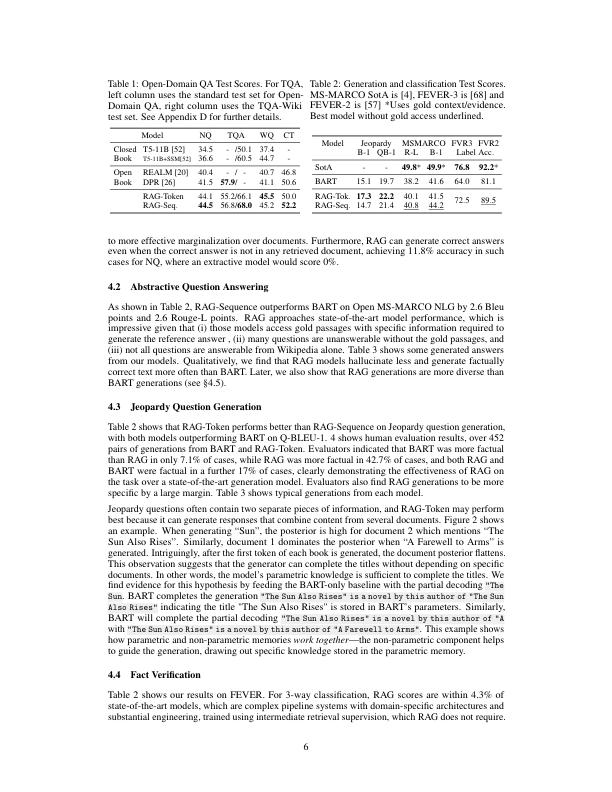 Table 1: Open-Domain QA Test Scores. For TQA,
left column uses the standard test set for Open-
Domain QA, right column uses the TQA-Wiki
test set. See Appendix D for further details.
Model NQ TQA WQ CT
Closed T5-11B [52] 34.5 - /50.1 37.4 -
Book T5-11B+SSM[52] 36.6 - /60.5 44.7 -
Open REALM [20] 40.4 - / - 40.7 46.8
Book DPR [26] 41.5 57.9/ - 41.1 50.6
RAG-Token 44.1 55.2/66.1 45.5 50.0
RAG-Seq. 44.5 56.8/68.0 45.2 52.2
Table 2: Generation and classification Test Scores.
MS-MARCO SotA is [4], FEVER-3 is [68] and
FEVER-2 is [57] *Uses gold context/evidence.
Best model without gold access underlined.
Model Jeopardy MSMARCO FVR3 FVR2
B-1 QB-1 R-L B-1 Label Acc.
SotA - - 49.8* 49.9* 76.8 92.2*
BART 15.1 19.7 38.2 41.6 64.0 81.1
RAG-Tok. 17.3 22.2 40.1 41.5 72.5 89.5
RAG-Seq. 14.7 21.4 40.8 44.2
to more effective marginalization over documents. Furthermore, RAG can generate correct answers
even when the correct answer is not in any retrieved document, achieving 11.8% accuracy in such
cases for NQ, where an extractive model would score 0%.
4.2 Abstractive Question Answering
As shown in Table 2, RAG-Sequence outperforms BART on Open MS-MARCO NLG by 2.6 Bleu
points and 2.6 Rouge-L points. RAG approaches state-of-the-art model performance, which is
impressive given that (i) those models access gold passages with specific information required to
generate the reference answer , (ii) many questions are unanswerable without the gold passages, and
(iii) not all questions are answerable from Wikipedia alone. Table 3 shows some generated answers
from our models. Qualitatively, we find that RAG models hallucinate less and generate factually
correct text more often than BART. Later, we also show that RAG generations are more diverse than
BART generations (see §4.5).
4.3 Jeopardy Question Generation
Table 2 shows that RAG-Token performs better than RAG-Sequence on Jeopardy question generation,
with both models outperforming BART on Q-BLEU-1. 4 shows human evaluation results, over 452
pairs of generations from BART and RAG-Token. Evaluators indicated that BART was more factual
than RAG in only 7.1% of cases, while RAG was more factual in 42.7% of cases, and both RAG and
BART were factual in a further 17% of cases, clearly demonstrating the effectiveness of RAG on
the task over a state-of-the-art generation model. Evaluators also find RAG generations to be more
specific by a large margin. Table 3 shows typical generations from each model.
Jeopardy questions often contain two separate pieces of information, and RAG-Token may perform
best because it can generate responses that combine content from several documents. Figure 2 shows
an example. When generating “Sun”, the posterior is high for document 2 which mentions “The
Sun Also Rises”. Similarly, document 1 dominates the posterior when “A Farewell to Arms” is
generated. Intriguingly, after the first token of each book is generated, the document posterior flattens.
This observation suggests that the generator can complete the titles without depending on specific
documents. In other words, the model’s parametric knowledge is sufficient to complete the titles. We
find evidence for this hypothesis by feeding the BART-only baseline with the partial decoding "The
Sun. BART completes the generation "The Sun Also Rises" is a novel by this author of "The Sun
Also Rises" indicating the title "The Sun Also Rises" is stored in BART’s parameters. Similarly,
BART will complete the partial decoding "The Sun Also Rises" is a novel by this author of "A
with "The Sun Also Rises" is a novel by this author of "A Farewell to Arms". This example shows
how parametric and non-parametric memories work together—the non-parametric component helps
to guide the generation, drawing out specific knowledge stored in the parametric memory.
4.4 Fact Verification
Table 2 shows our results on FEVER. For 3-way classification, RAG scores are within 4.3% of
state-of-the-art models, which are complex pipeline systems with domain-specific architectures and
substantial engineering, trained using intermediate retrieval supervision, which RAG does not require.
6